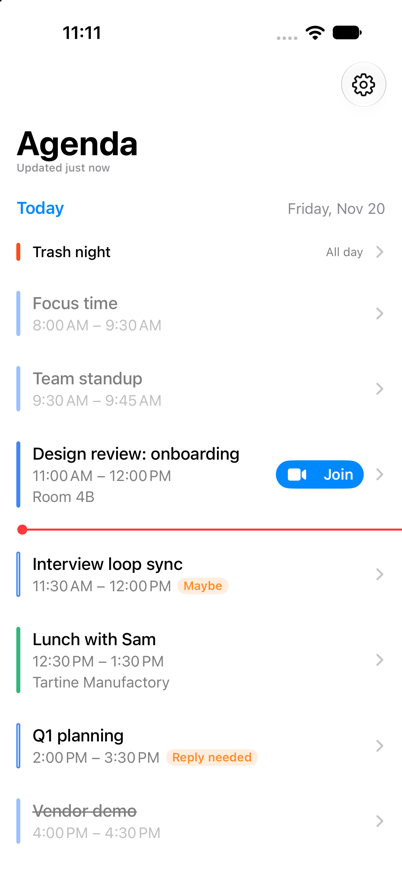 11:11
Agenda
Updated just now
Today
Friday, Nov 20
Trash night
All day
Focus time
8:00 AM – 9:30 AM
Team standup
9:30 AM – 9:45 AM
Design review: onboarding
11:00 AM – 12:00 PM
Room 4B
Join
Interview loop sync
11:30 AM – 12:00 PM Maybe
Lunch with Sam
12:30 PM – 1:30 PM
Tartine Manufactory
Q1 planning
2:00 PM – 3:30 PM Reply needed
Vendor demo
4:00 PM – 4:30 PM